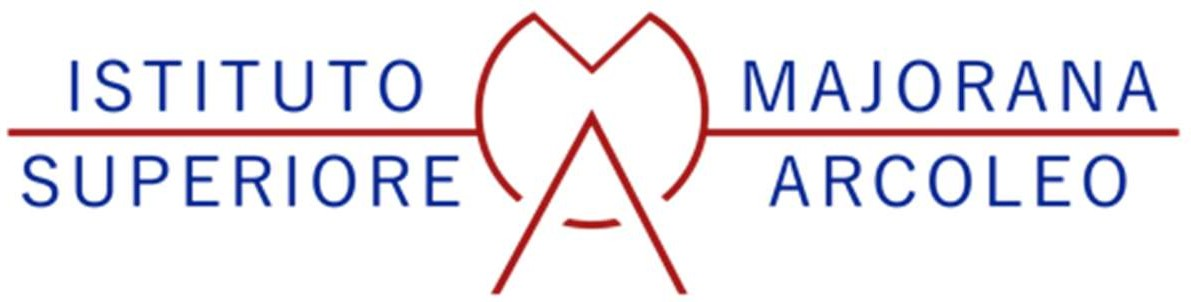 ISTITUTO
SUPERIORE
MAJORANA
ARCOLEO